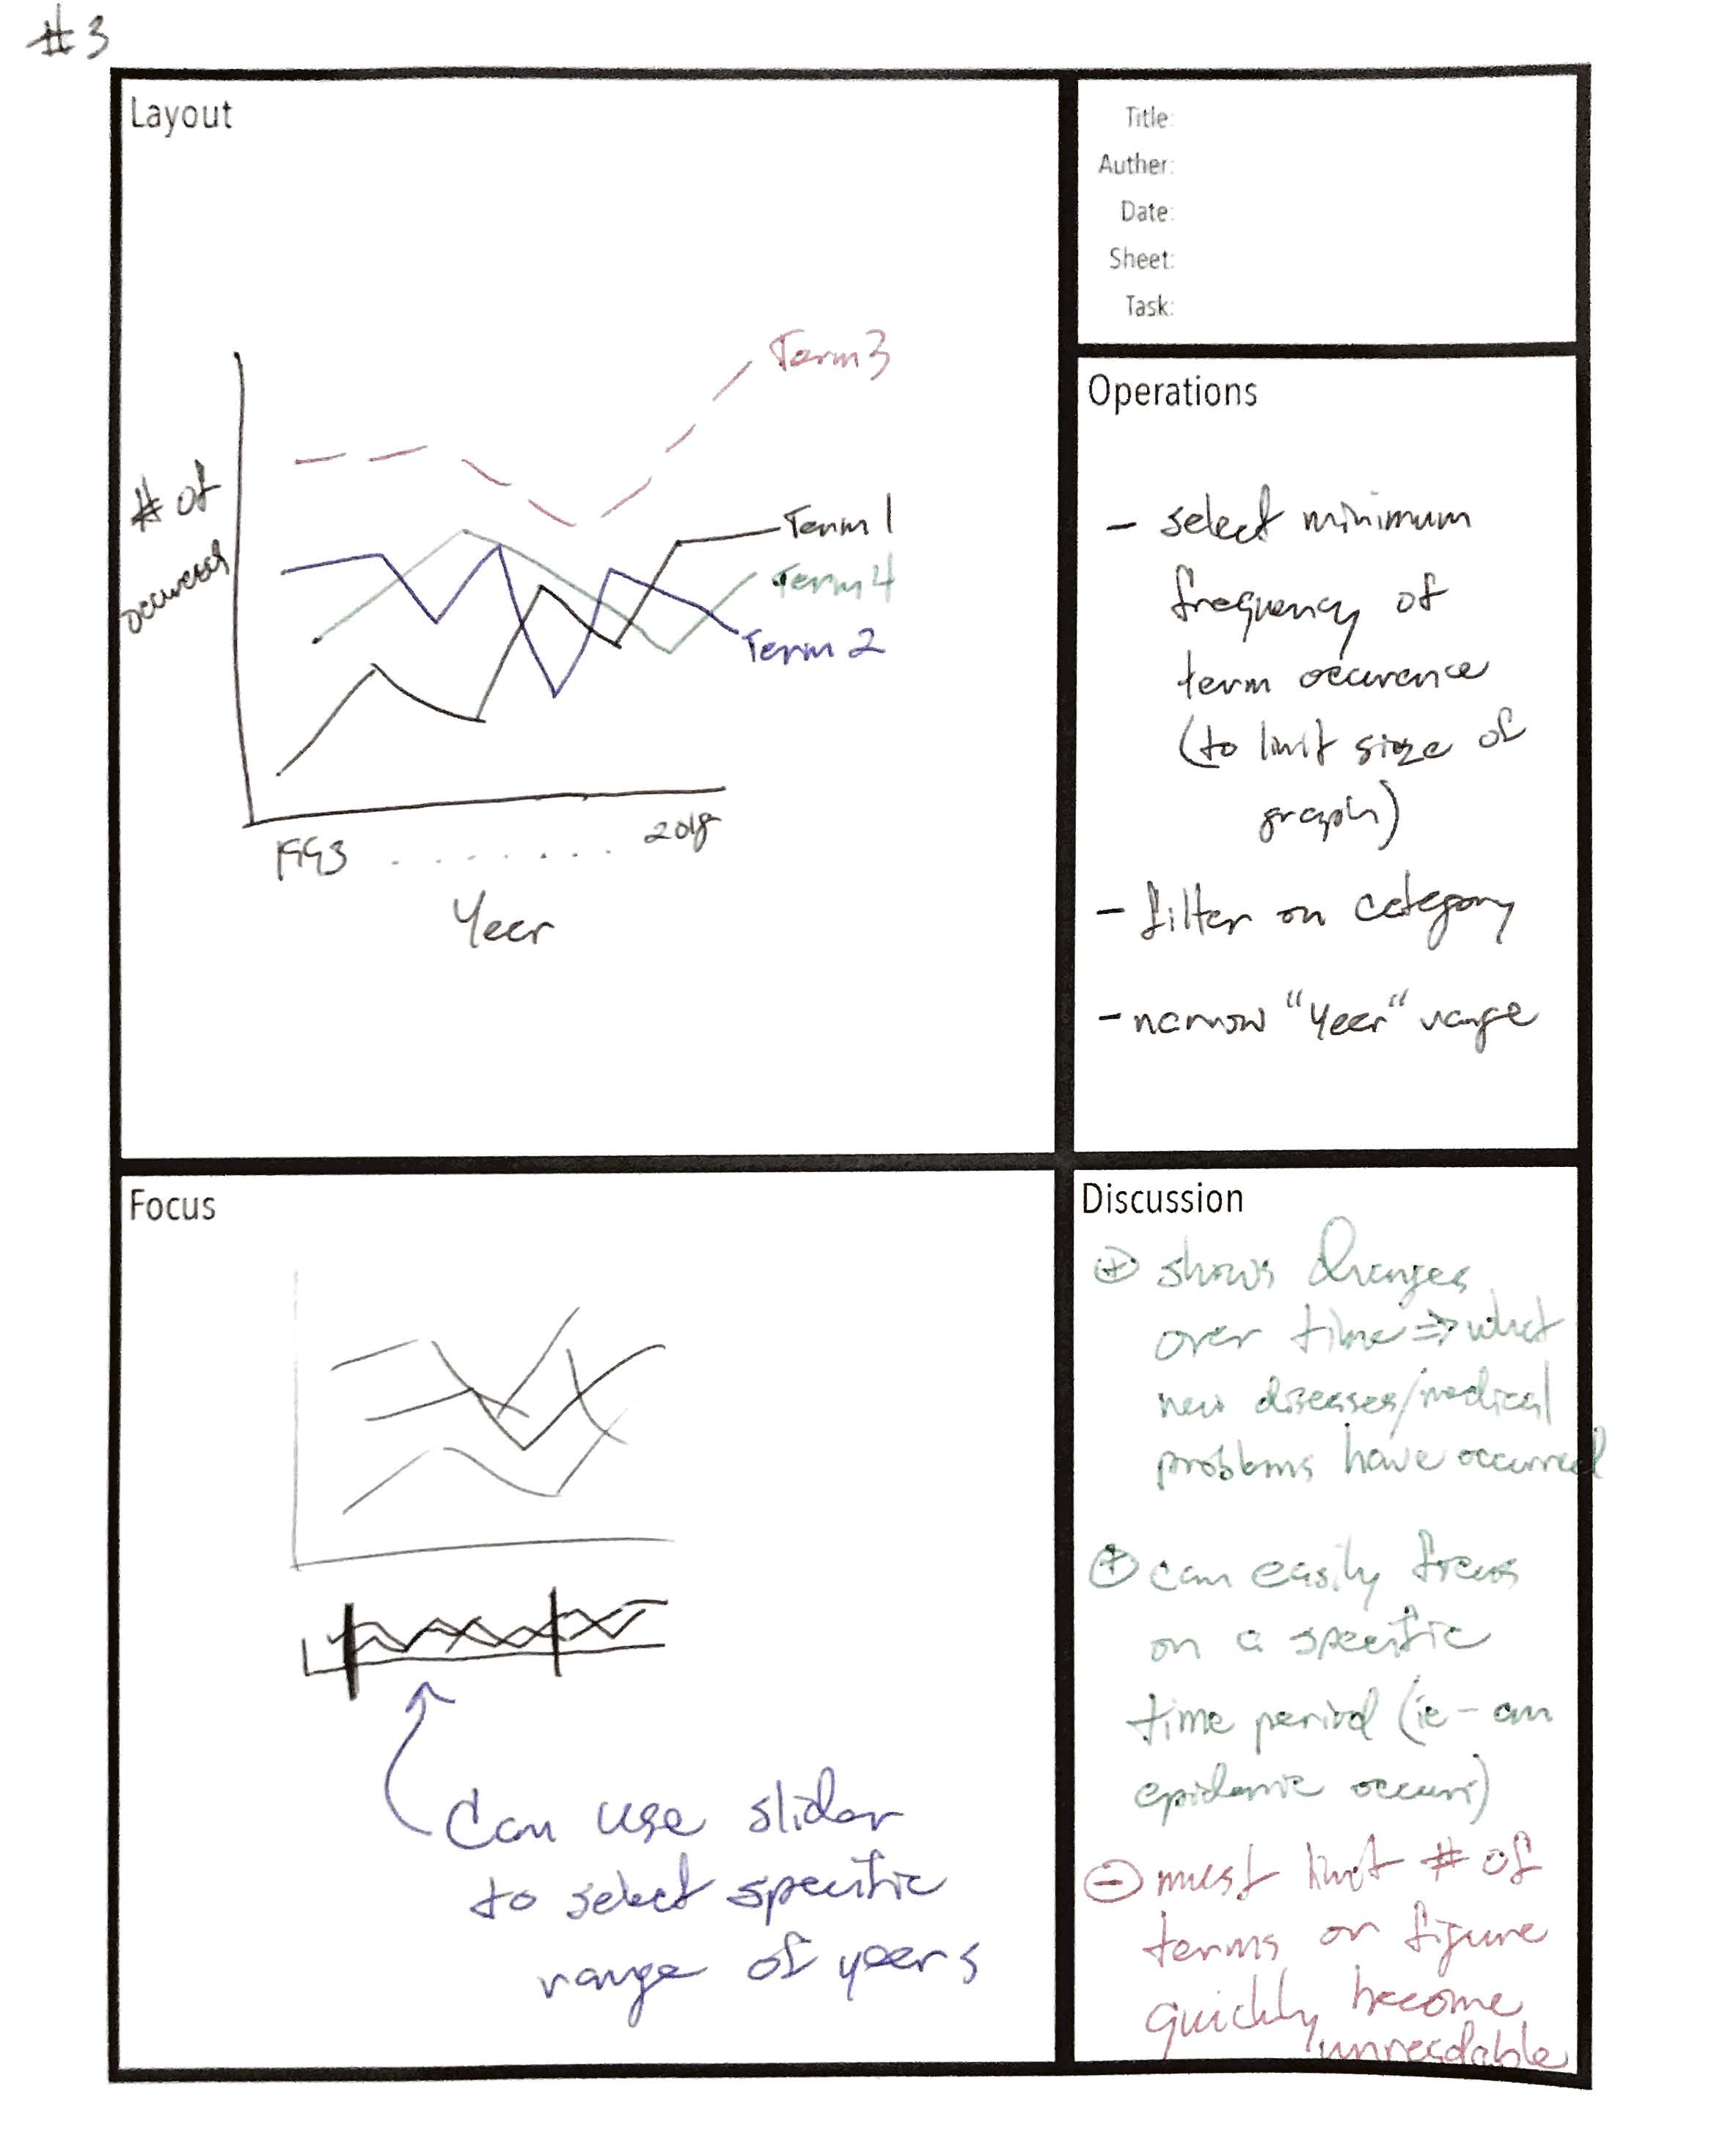 #3
Layout
Term 3
# of
Term 1
Term 4
Term 2
1993 . . . . . . . 2018
Year
Title:
Auther:
Date:
Sheet:
Task:
Operations
- select minimum
frequency of
term occurence
(to limit size of
graph)
- filter on category
- narrow "Year" range
Focus
Can use slider
to select specific
range of years
Discussion
⊕ shows changes
over time => what
new diseases/medical
problems have occurred
⊕ can easily focus
on a specific
time period (ie - an
epidemic occurs)
⊖ must limit # of
terms or figure
quickly become
unreadable